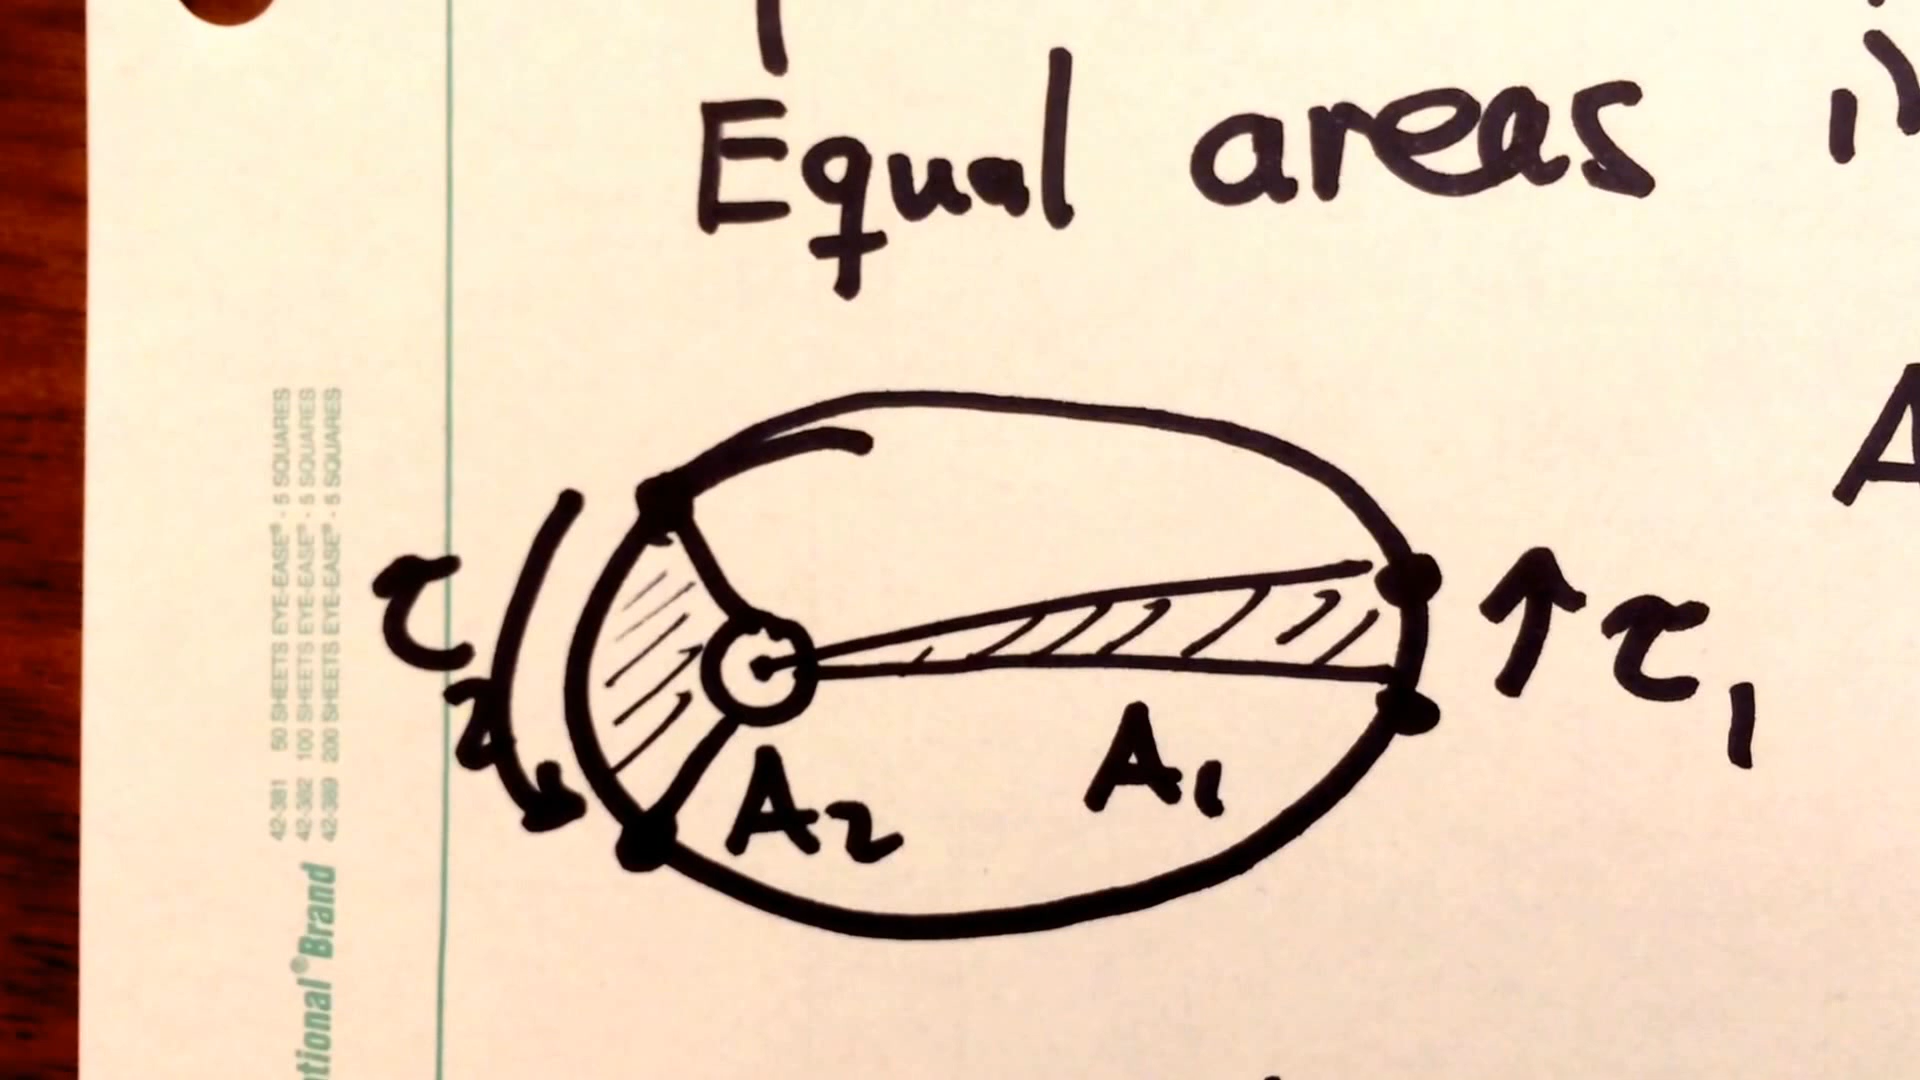 Equal areas
τ2
τ1
A2
A1
42-381 50 SHEETS EYE-EASE® - 5 SQUARES
42-382 100 SHEETS EYE-EASE® - 5 SQUARES
42-389 200 SHEETS EYE-EASE® - 5 SQUARES
tional®Brand